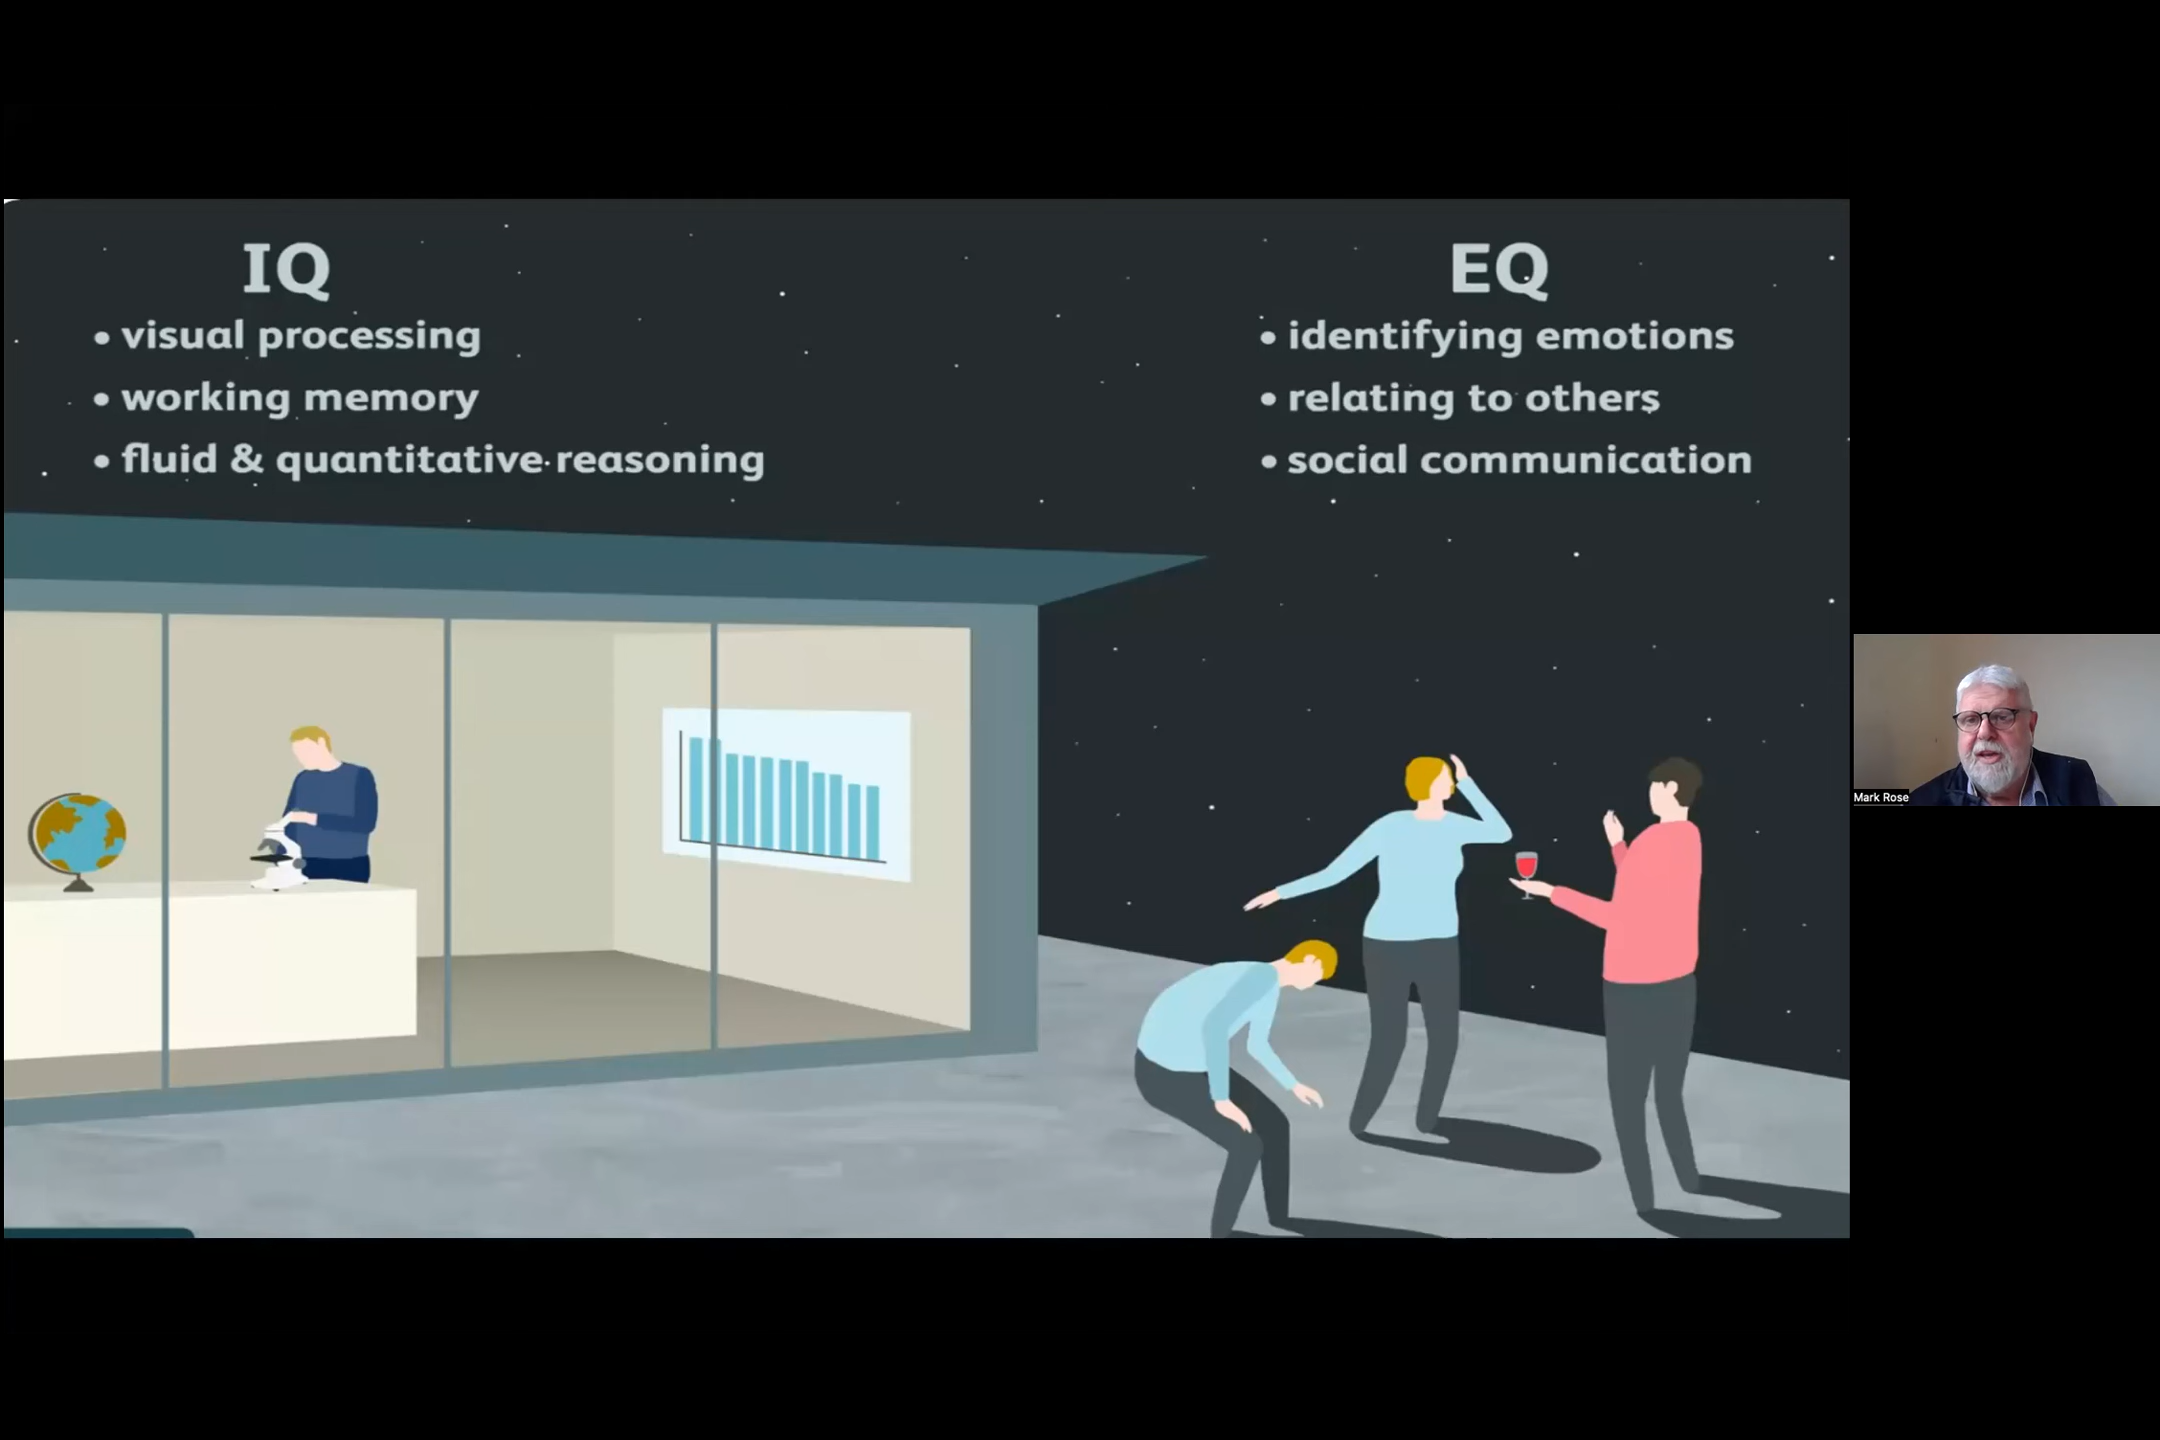 IQ
• visual processing
• working memory
• fluid & quantitative reasoning
EQ
• identifying emotions
• relating to others
• social communication
Mark Rose